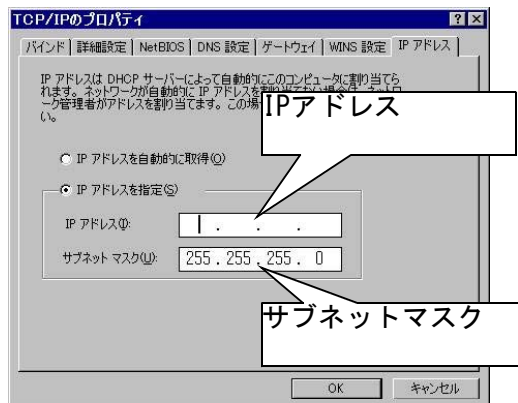 TCP/IPのプロパティ
バインド 詳細設定 NetBIOS DNS 設定 ゲートウェイ WINS 設定 IP アドレス
IP アドレスは DHCP サーバーによって自動的にこのコンピュータに割り当てら
れます。ネットワークが自動的に IP アドレスを
ーク管理者がアドレスを割り当てます。この場
い。
IPアドレス
IP アドレスを自動的に取得(O)
IP アドレスを指定(S)
IP アドレス(I):
サブネット マスク(U): 255 . 255 . 255 . 0
サブネットマスク
OK キャンセル